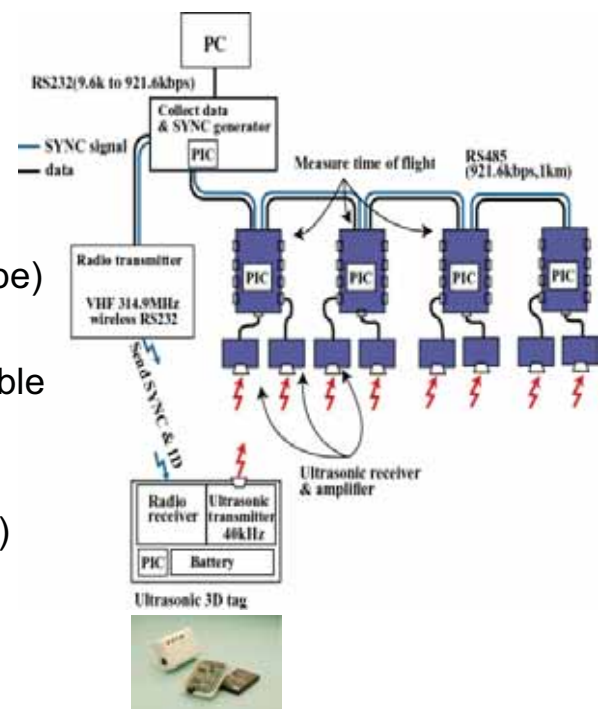 PC
RS232(9.6k to 921.6kbps)
Collect data
& SYNC generator
PIC
SYNC signal
data
Measure time of flight
RS485
(921.6kbps,1km)
Radio transmitter
VHF 314.9MHz
wireless RS232
PIC
PIC
PIC
PIC
pe)
ble
)
Send SYNC & ID
Ultrasonic receiver
& amplifier
Radio
receiver
Ultrasonic
transmitter
40kHz
PIC
Battery
Ultrasonic 3D tag